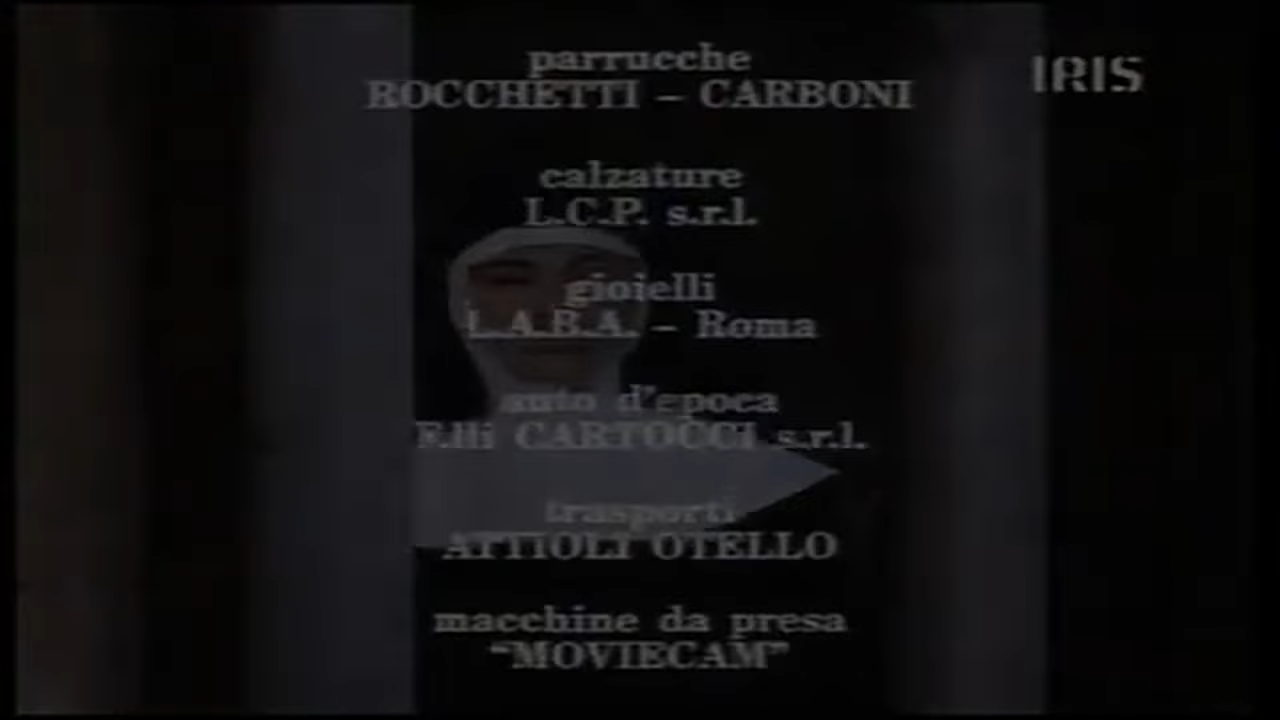 parrucche
ROCCHETTI – CARBONI
IRIS
calzature
L.C.P. s.r.l.
gioielli
L.A.B.A. – Roma
auto d'epoca
F.lli CARTOCCI s.r.l.
trasporti
ATTIOLI OTELLO
macchine da presa
“MOVIECAM”